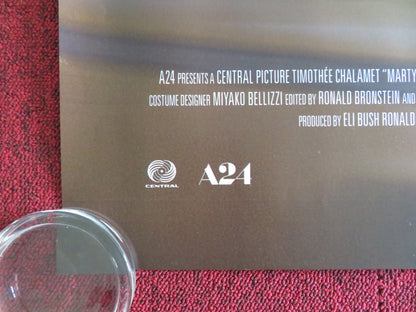 A24 PRESENTS A CENTRAL PICTURE TIMOTHÉE CHALAMET "MARTY
COSTUME DESIGNER MIYAKO BELLIZZI EDITED BY RONALD BRONSTEIN AND
PRODUCED BY ELI BUSH RONALD
CENTRAL A24